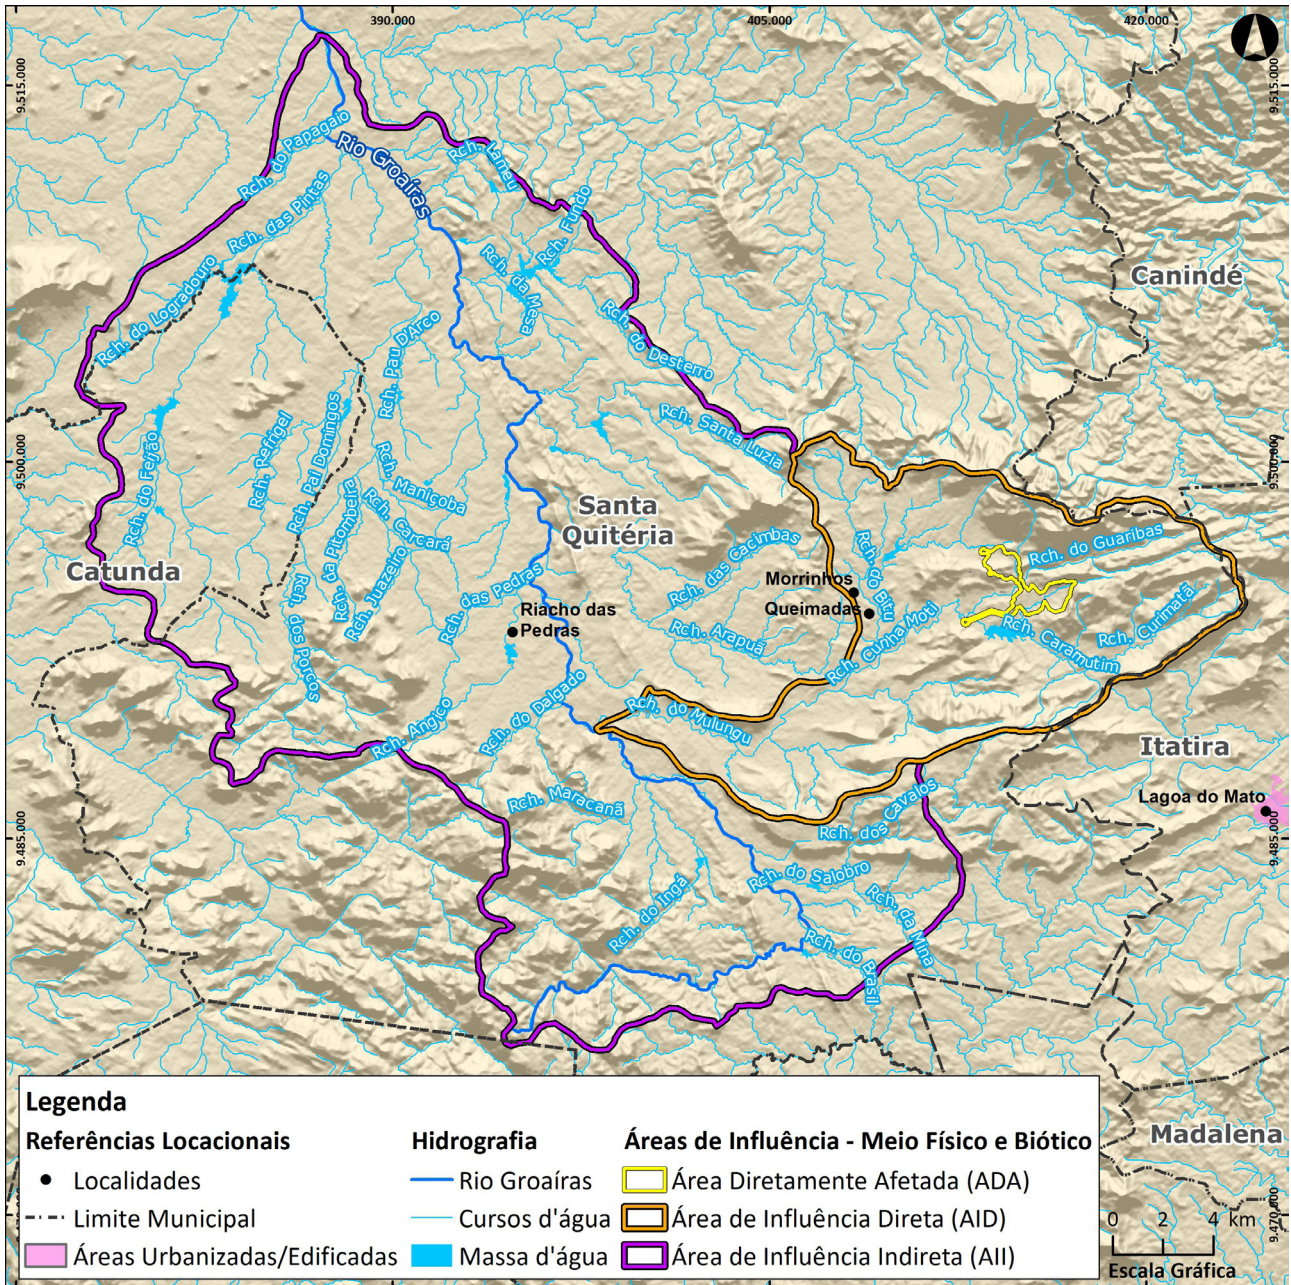 390.000
405.000
420.000
9.515.000
9.515.000
Rch. do Papagaio
Rio Groaíras
Rch. Lameu
Rch. das Pintas
Rch. Fundo
Rch. da Mesa
Canindé
Rch. do Logradouro
Rch. Pau D'Arco
Rch. do Desterro
Rch. Santa Luzia
Rch. do Feijão
Rch. Refrigel
Rch. Pai Domingos
Rch. Maniçoba
9.500.000
9.500.000
Rch. da Pitombeira
Rch. Carcará
Santa
Quitéria
Rch. do Guaribas
Rch. das Cacimbas
Rch. do Bitu
Catunda
Rch. dos Porcos
Rch. Juazeiro
Rch. das Pedras
Morrinhos
Queimadas
Riacho das
Pedras
Rch. Arapuã
Rch. Cunha Moti
Rch. Caramutim
Rch. Curimatã
Rch. Angico
Rch. do Dalgado
Rch. do Mulungu
Itatira
Rch. Maracanã
Rch. dos Cavalos
Lagoa do Mato
9.485.000
9.485.000
Rch. do Ingá
Rch. do Salobro
Rch. da Mina
Rch. do Brasil
Madalena
Legenda
Referências Locacionais
Localidades
Limite Municipal
Áreas Urbanizadas/Edificadas
Hidrografia
Rio Groaíras
Cursos d'água
Massa d'água
Áreas de Influência - Meio Físico e Biótico
Área Diretamente Afetada (ADA)
Área de Influência Direta (AID)
Área de Influência Indireta (AII)
0 2 4 km
Escala Gráfica
9.470.000